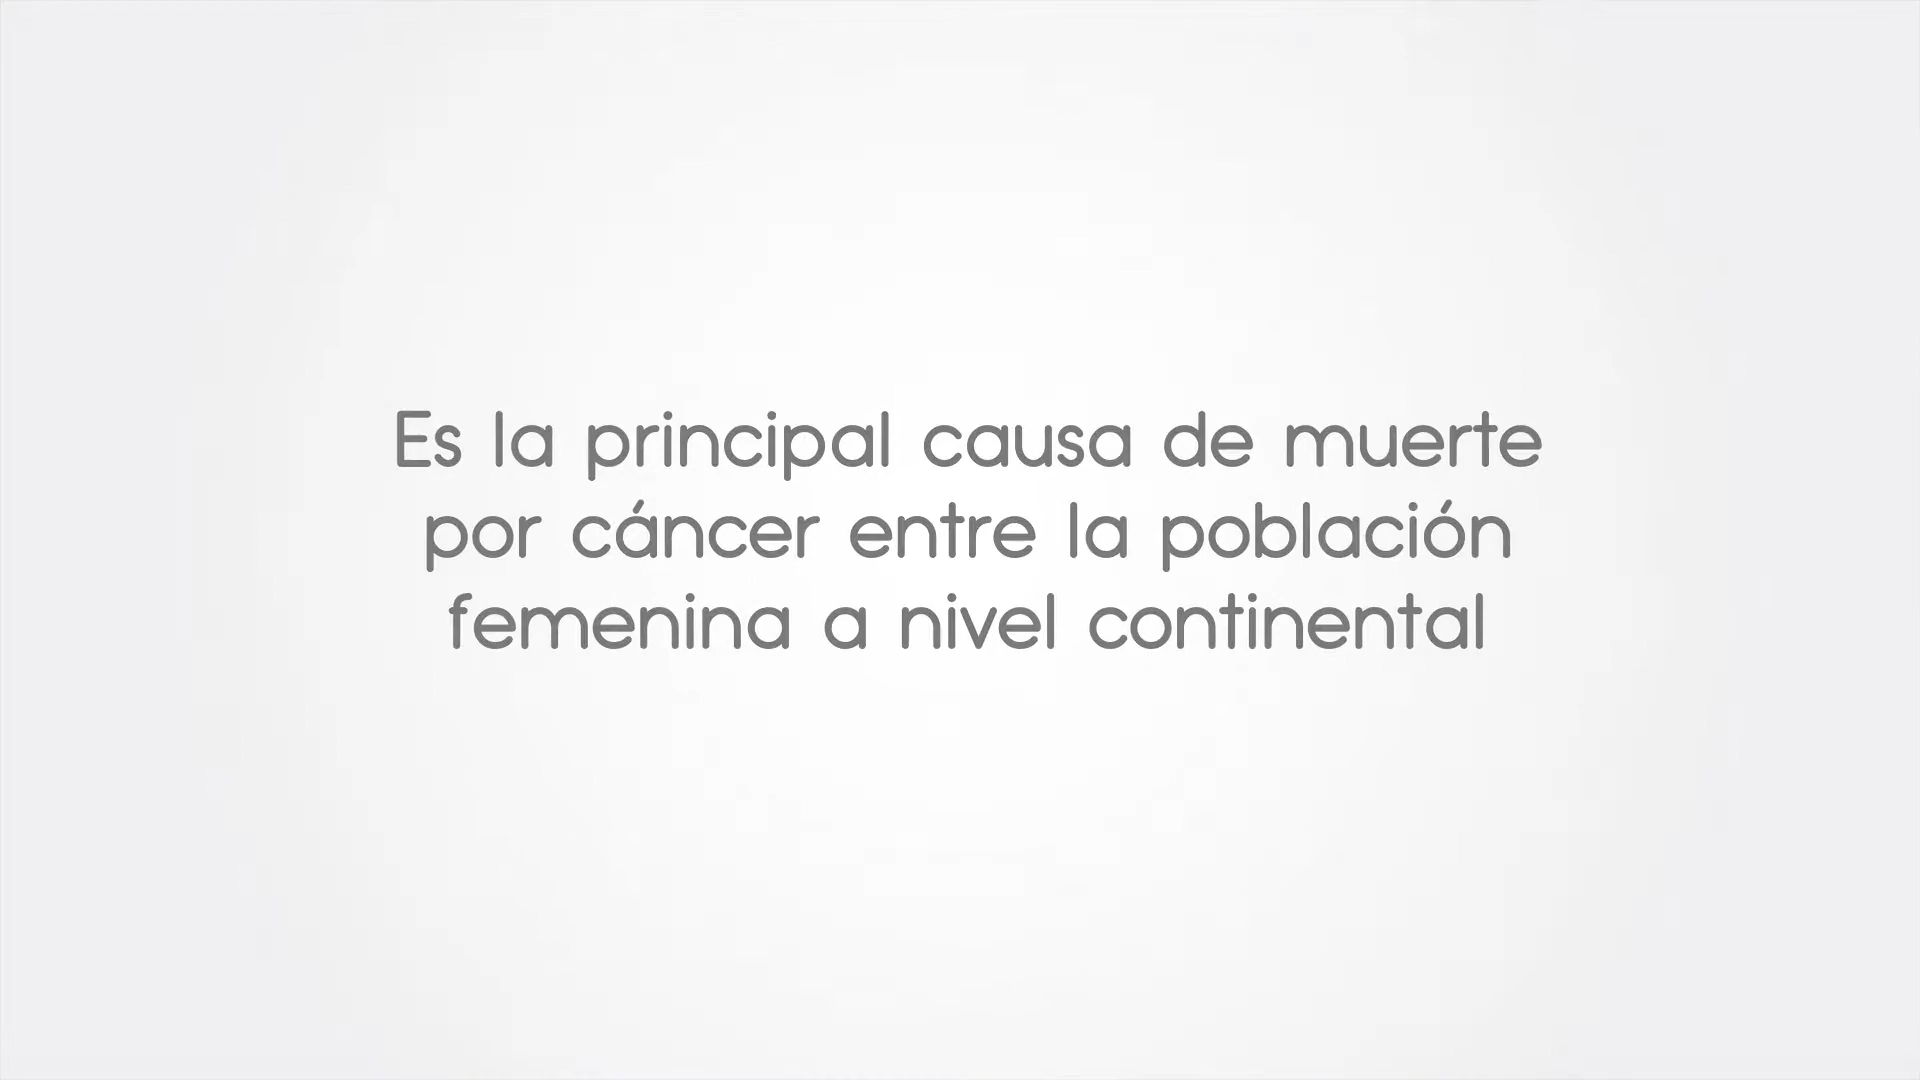 Es la principal causa de muerte
por cáncer entre la población
femenina a nivel continental